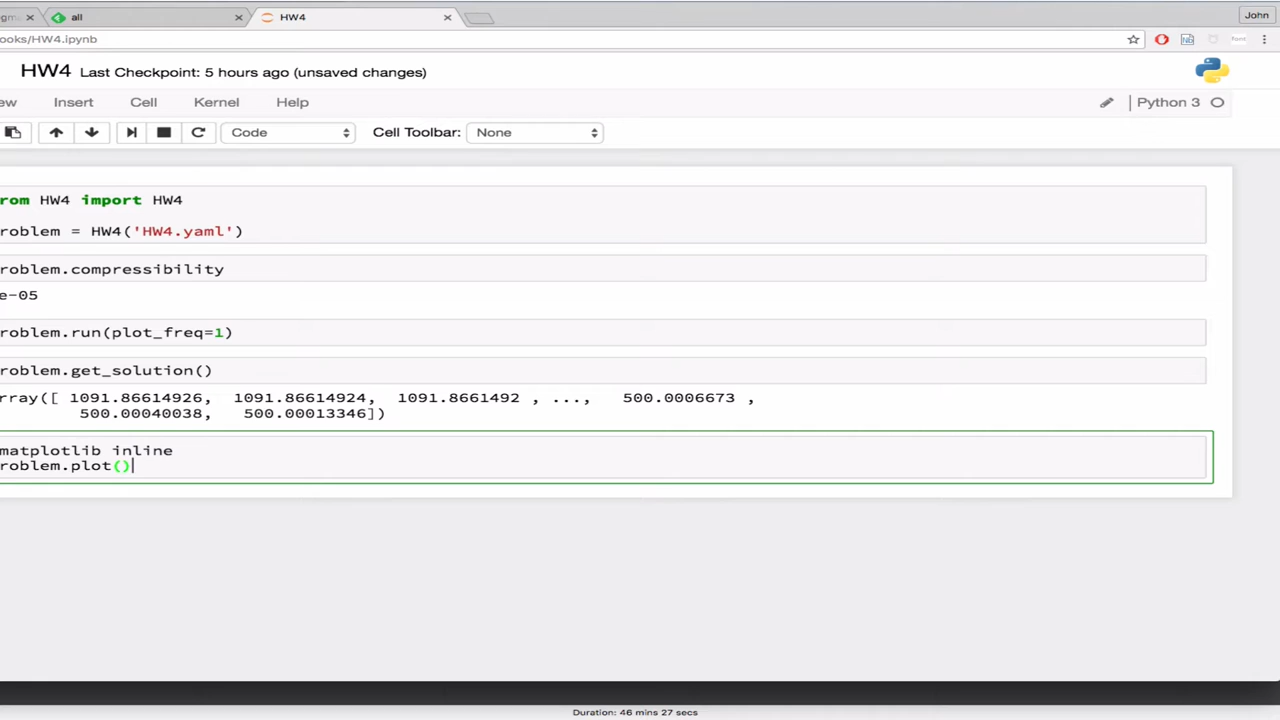 all
HW4
John
ooks/HW4.ipynb
HW4 Last Checkpoint: 5 hours ago (unsaved changes)
ew Insert Cell Kernel Help
Python 3
Code
Cell Toolbar: None
rom HW4 import HW4
roblem = HW4('HW4.yaml')
roblem.compressibility
e-05
roblem.run(plot_freq=1)
roblem.get_solution()
rray([ 1091.86614926, 1091.86614924, 1091.8661492 , ..., 500.0006673 ,
500.00040038, 500.00013346])
matplotlib inline
roblem.plot()
Duration: 46 mins 27 secs